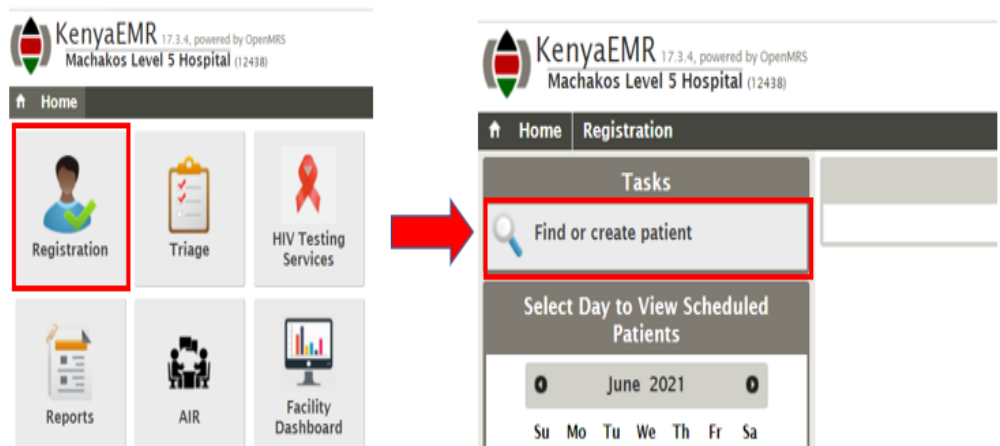 KenyaEMR 17.3.4, powered by OpenMRS
Machakos Level 5 Hospital (12438)
Home
Registration
Triage
HIV Testing
Services
Reports
AIR
Facility
Dashboard
KenyaEMR 17.3.4, powered by OpenMRS
Machakos Level 5 Hospital (12438)
Home Registration
Tasks
Find or create patient
Select Day to View Scheduled
Patients
June 2021
Su Mo Tu We Th Fr Sa